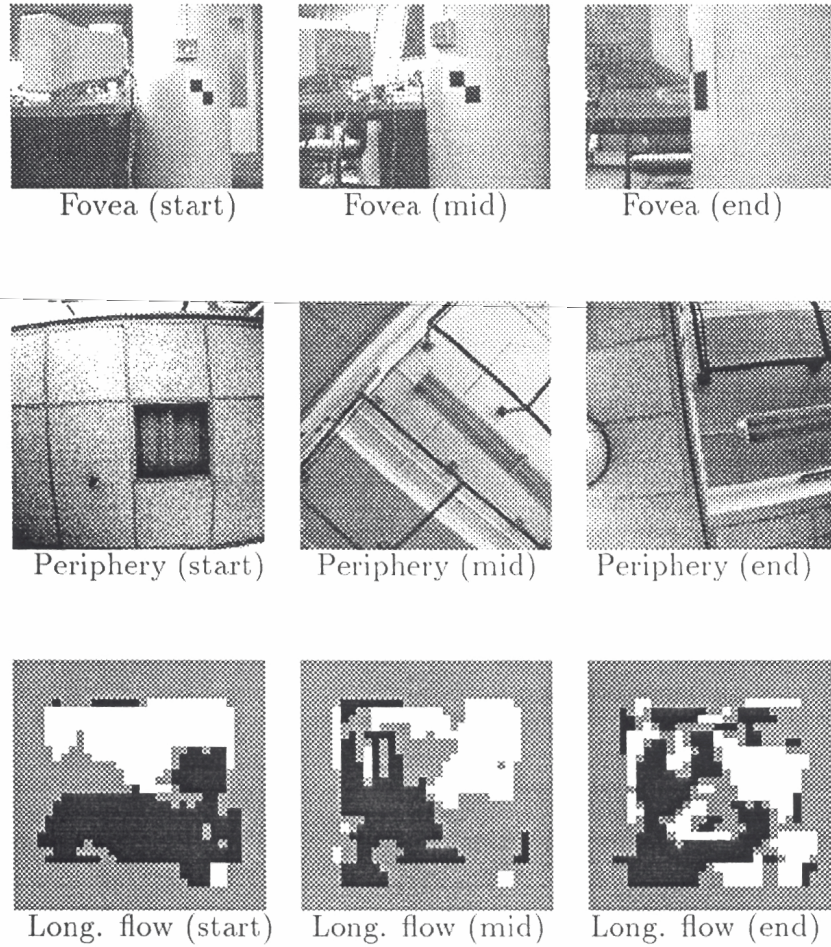 Fovea (start) Fovea (mid) Fovea (end)
Periphery (start) Periphery (mid) Periphery (end)
Long. flow (start) Long. flow (mid) Long. flow (end)